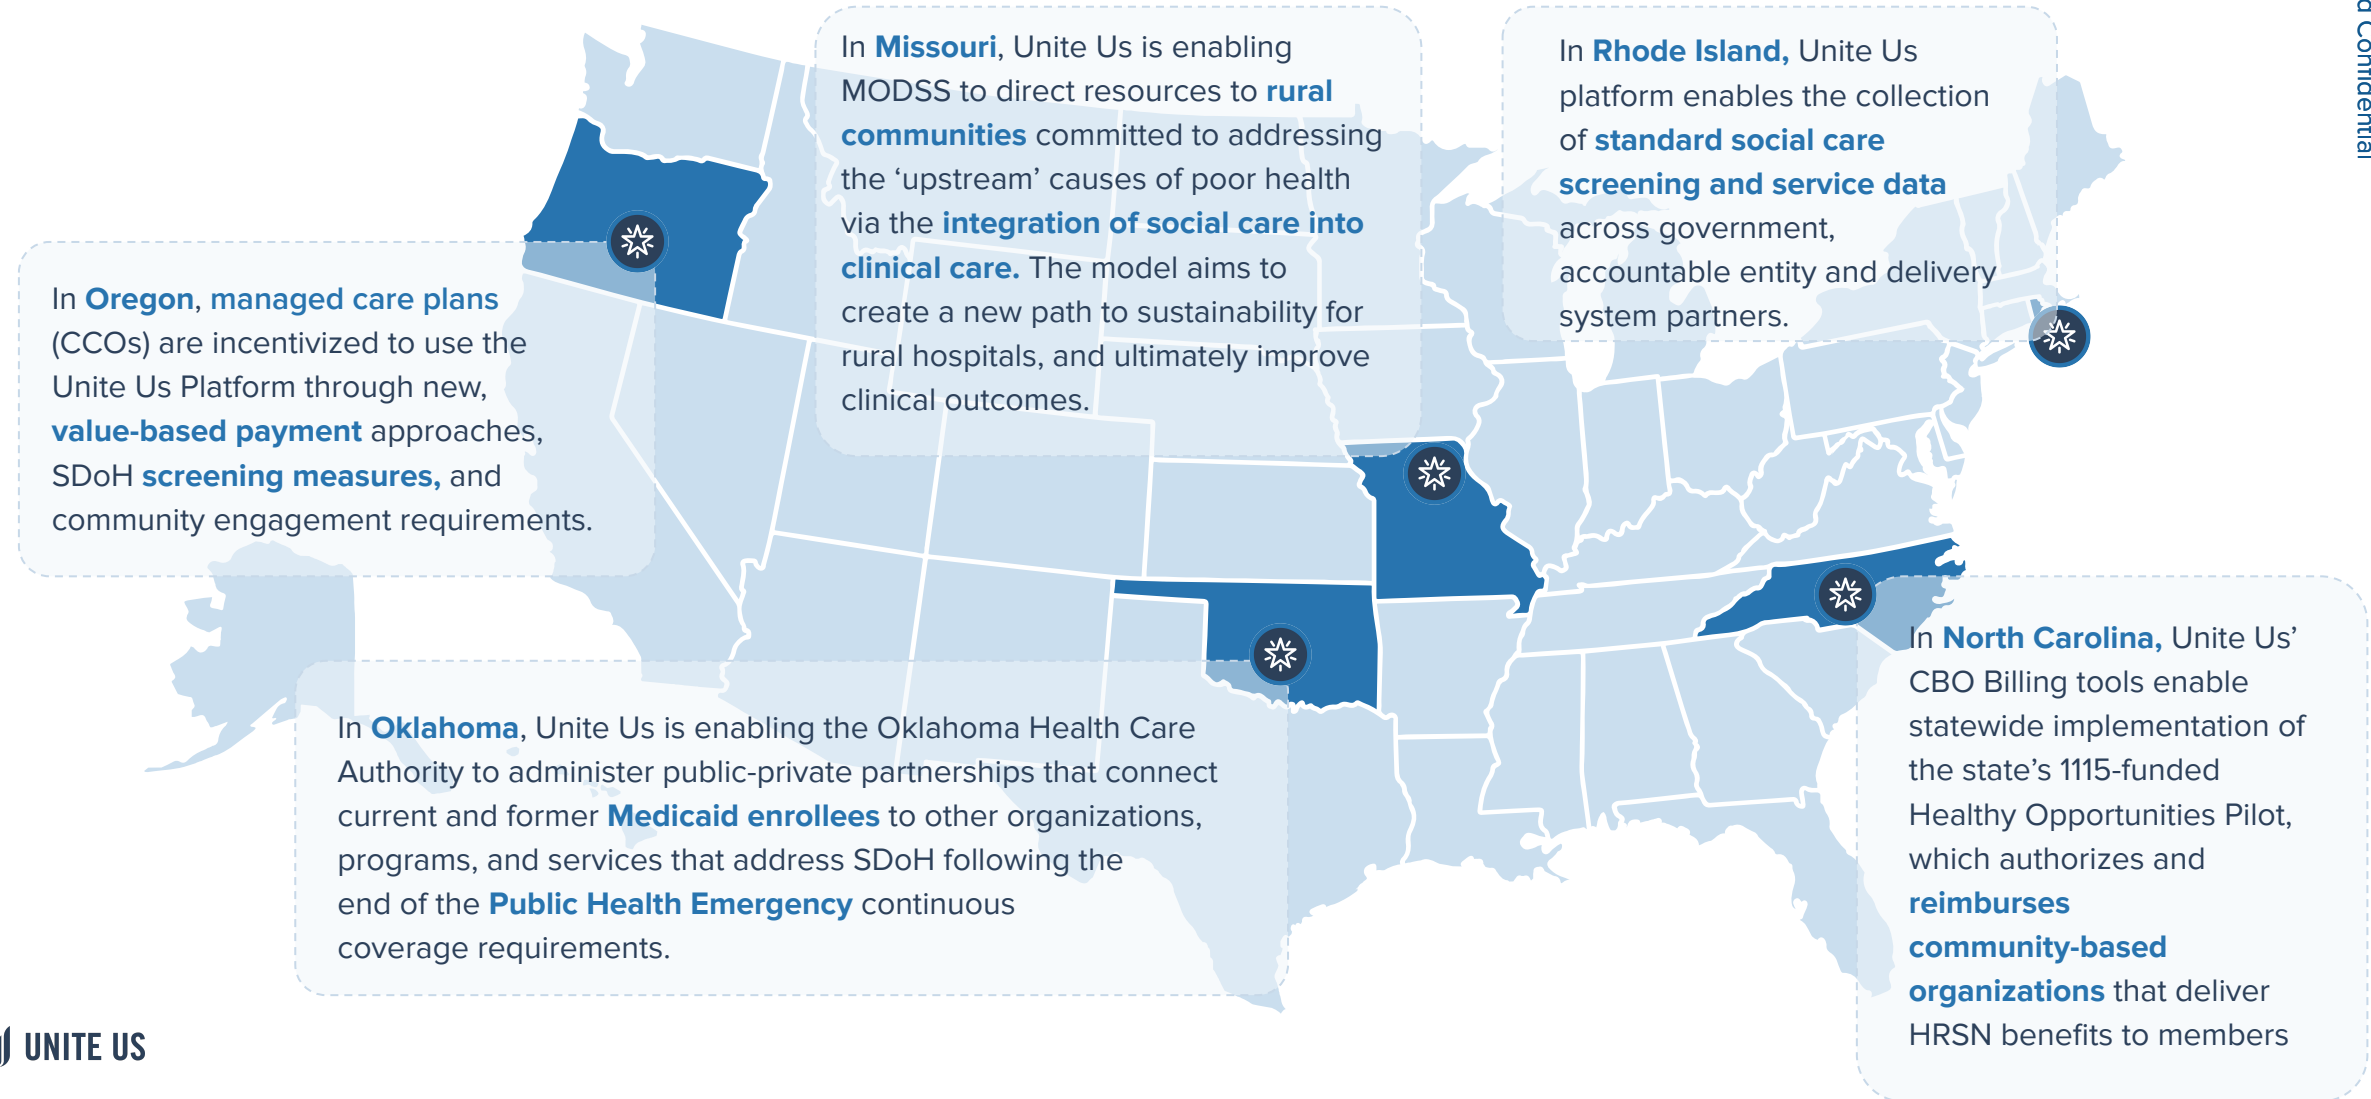 d Confidential
In Missouri, Unite Us is enabling
MODSS to direct resources to rural
communities committed to addressing
the ‘upstream’ causes of poor health
via the integration of social care into
clinical care. The model aims to
create a new path to sustainability for
rural hospitals, and ultimately improve
clinical outcomes.
In Rhode Island, Unite Us
platform enables the collection
of standard social care
screening and service data
across government,
accountable entity and delivery
system partners.
In Oregon, managed care plans
(CCOs) are incentivized to use the
Unite Us Platform through new,
value-based payment approaches,
SDoH screening measures, and
community engagement requirements.
In Oklahoma, Unite Us is enabling the Oklahoma Health Care
Authority to administer public-private partnerships that connect
current and former Medicaid enrollees to other organizations,
programs, and services that address SDoH following the
end of the Public Health Emergency continuous
coverage requirements.
In North Carolina, Unite Us’
CBO Billing tools enable
statewide implementation of
the state’s 1115-funded
Healthy Opportunities Pilot,
which authorizes and
reimburses
community-based
organizations that deliver
HRSN benefits to members
UNITE US